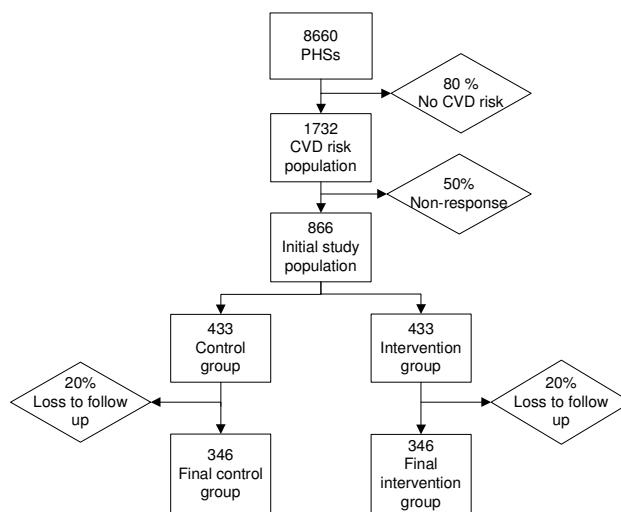 8660
PHSs
80 %
No CVD risk
1732
CVD risk
population
50%
Non-response
866
Initial study
population
433
Control
group
433
Intervention
group
20%
Loss to follow
up
20%
Loss to follow
up
346
Final control
group
346
Final
intervention
group